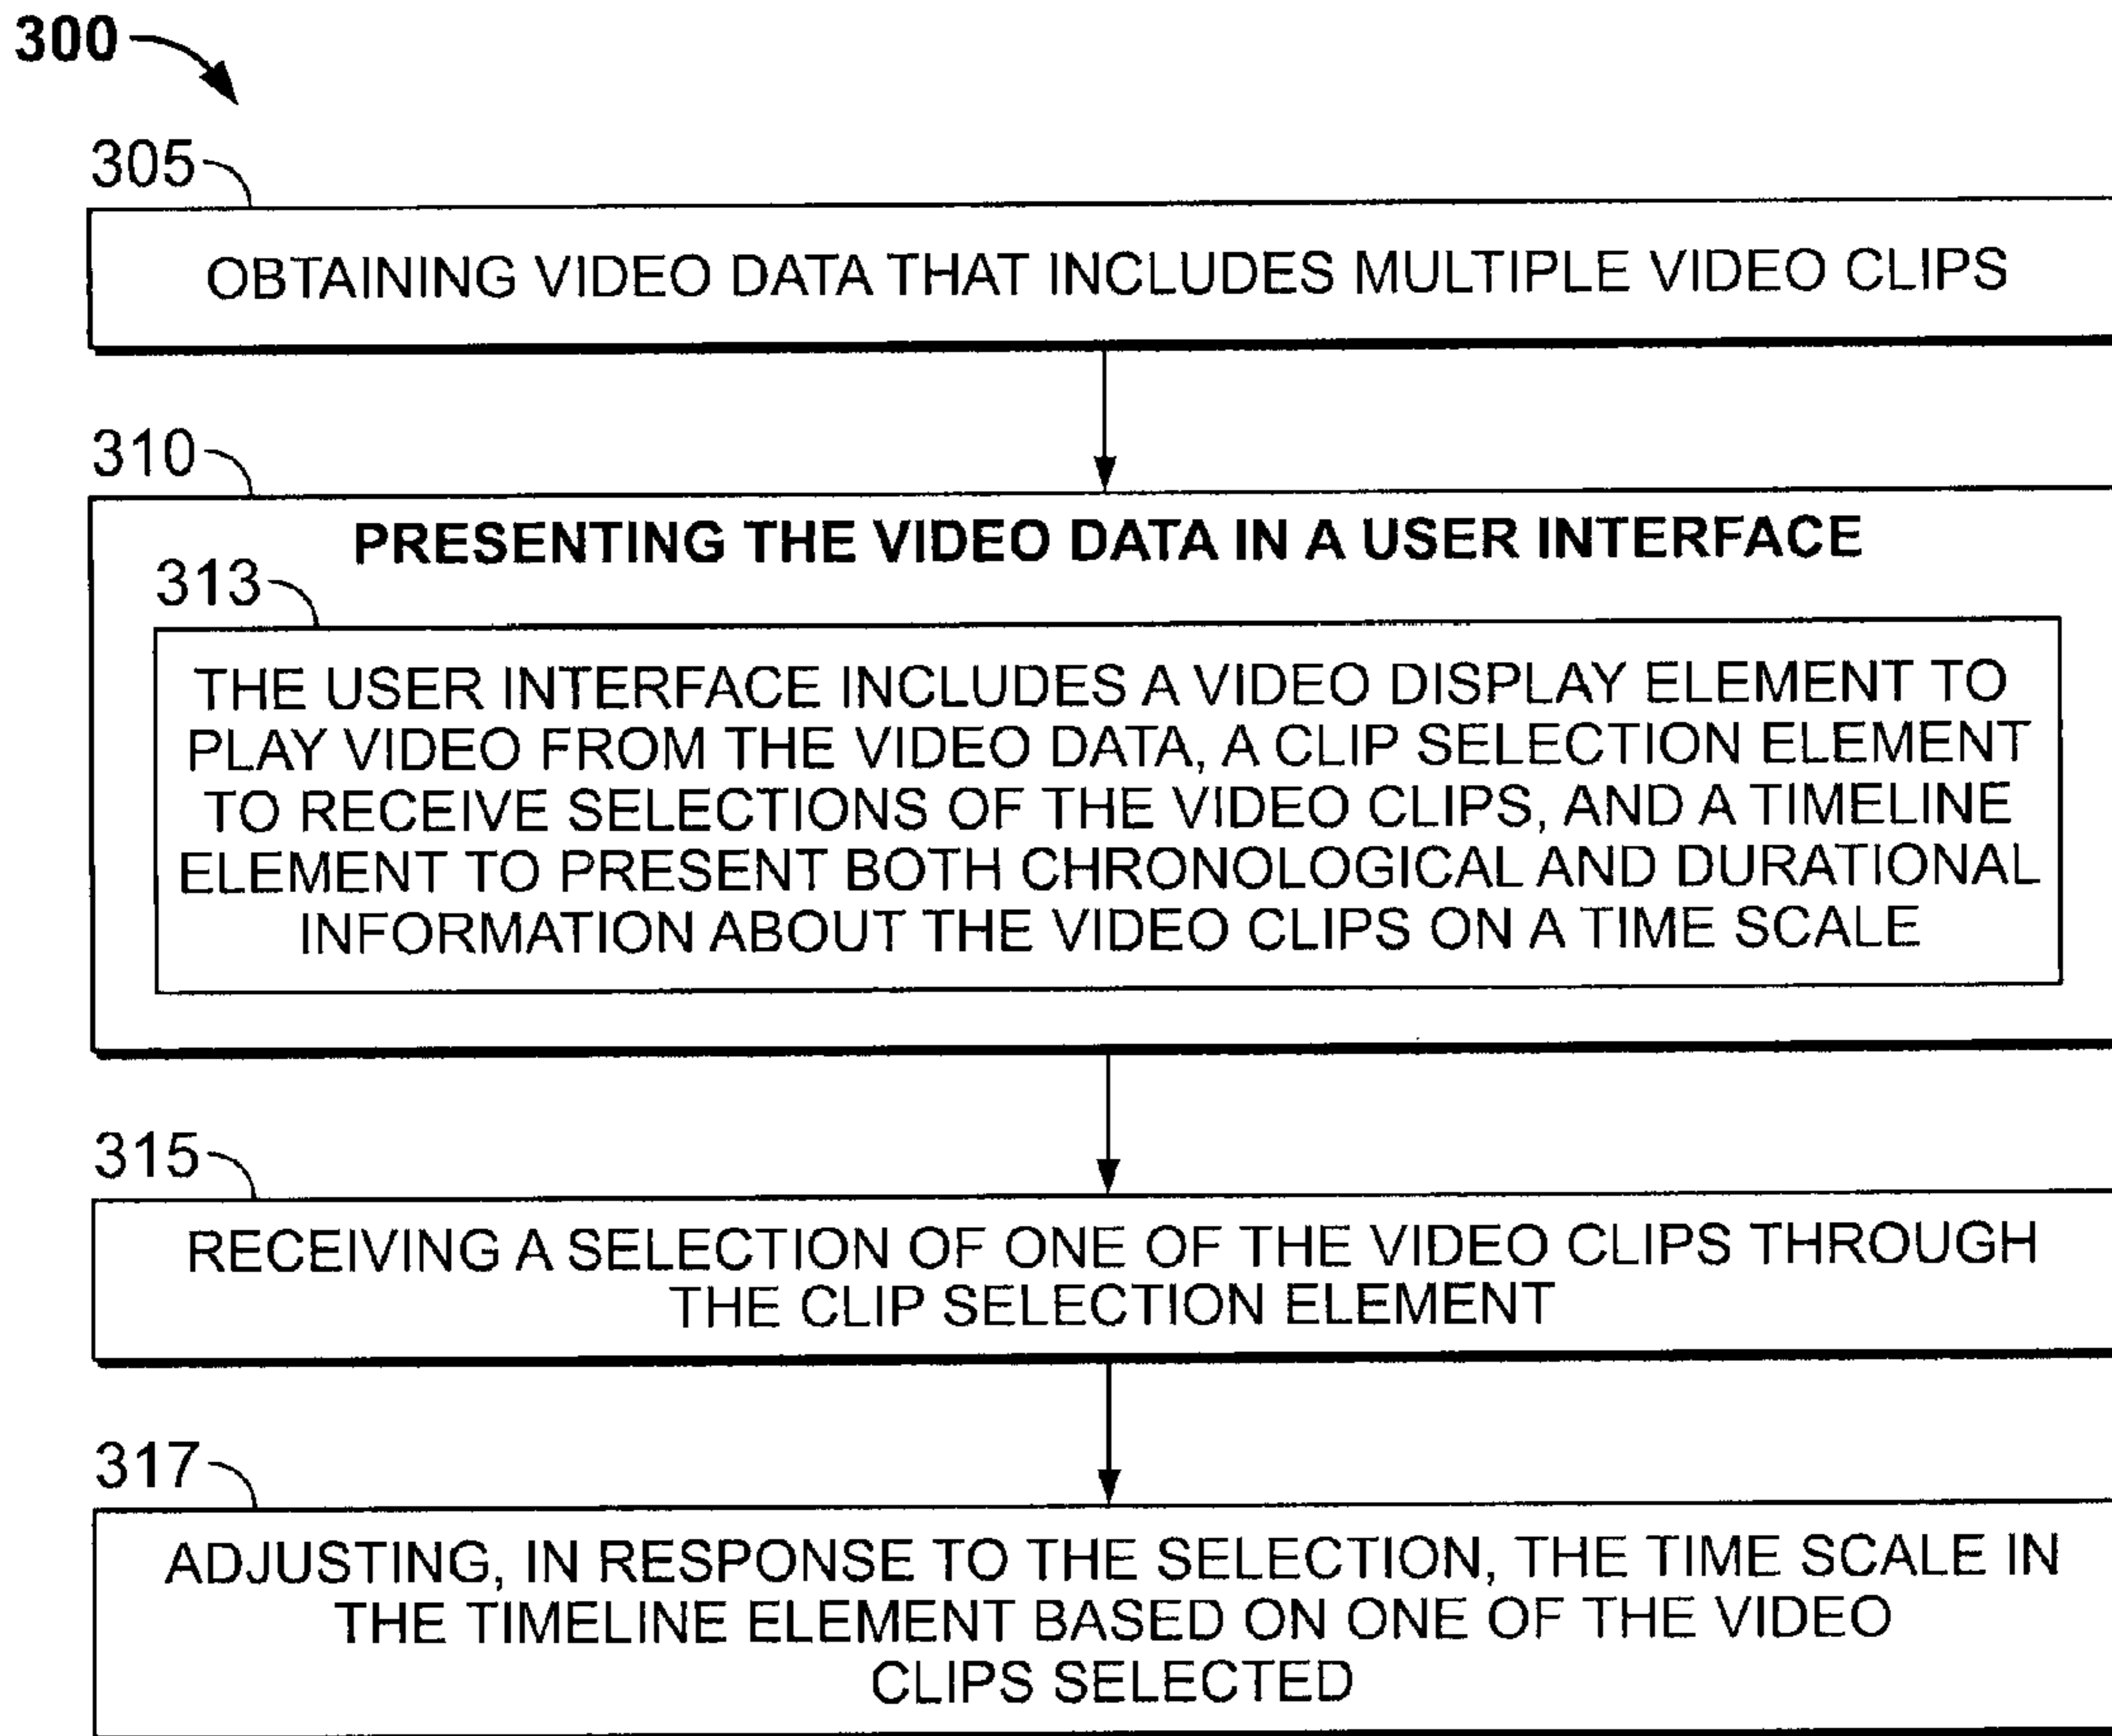 300
305
OBTAINING VIDEO DATA THAT INCLUDES MULTIPLE VIDEO CLIPS
310
PRESENTING THE VIDEO DATA IN A USER INTERFACE
313
THE USER INTERFACE INCLUDES A VIDEO DISPLAY ELEMENT TO
PLAY VIDEO FROM THE VIDEO DATA, A CLIP SELECTION ELEMENT
TO RECEIVE SELECTIONS OF THE VIDEO CLIPS, AND A TIMELINE
ELEMENT TO PRESENT BOTH CHRONOLOGICAL AND DURATIONAL
INFORMATION ABOUT THE VIDEO CLIPS ON A TIME SCALE
315
RECEIVING A SELECTION OF ONE OF THE VIDEO CLIPS THROUGH
THE CLIP SELECTION ELEMENT
317
ADJUSTING, IN RESPONSE TO THE SELECTION, THE TIME SCALE IN
THE TIMELINE ELEMENT BASED ON ONE OF THE VIDEO
CLIPS SELECTED